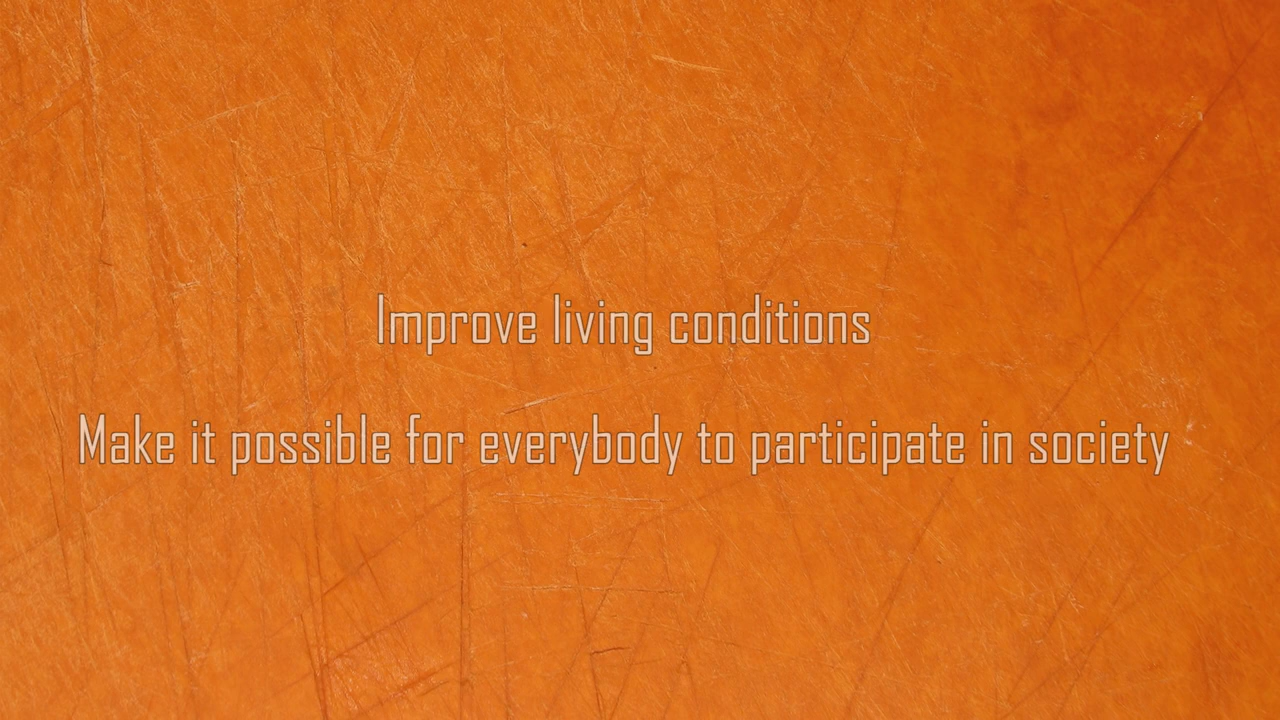 Improve living conditions
Make it possible for everybody to participate in society